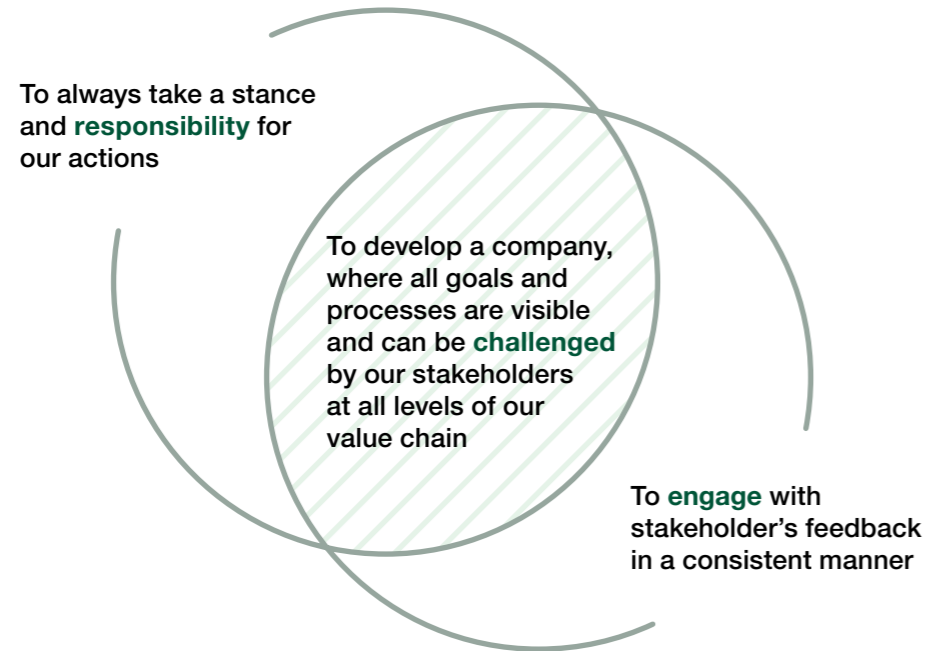 To always take a stance
and responsibility for
our actions
To develop a company,
where all goals and
processes are visible
and can be challenged
by our stakeholders
at all levels of our
value chain
To engage with
stakeholder’s feedback
in a consistent manner